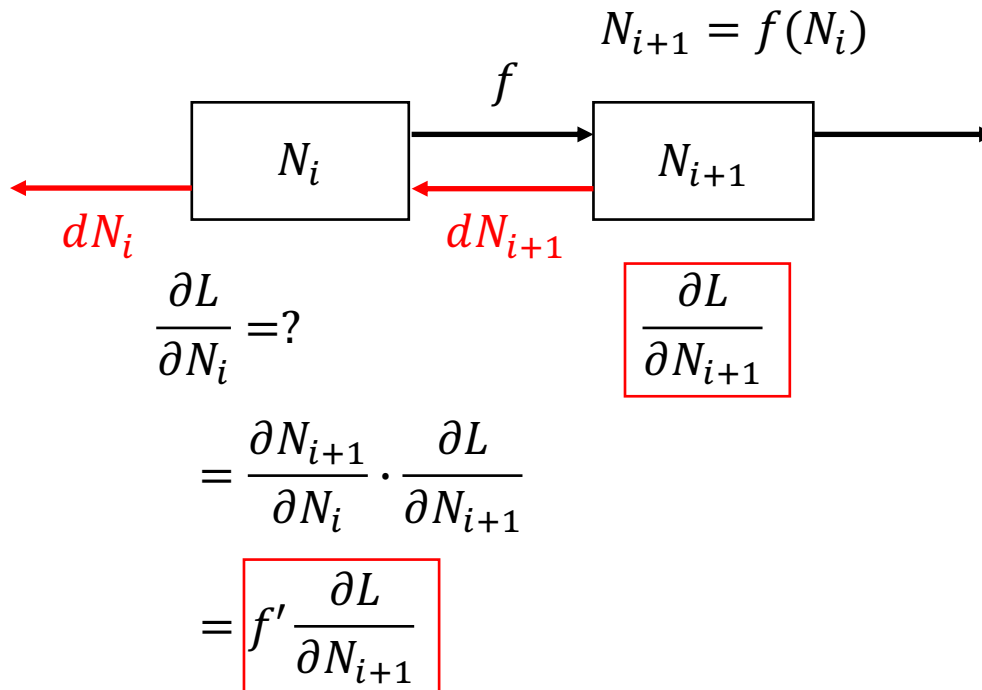 N_{i+1} = f(N_i)
f
N_i
N_{i+1}
dN_i
dN_{i+1}
∂L/∂N_i =?
∂L/∂N_{i+1}
= ∂N_{i+1}/∂N_i · ∂L/∂N_{i+1}
= f′ ∂L/∂N_{i+1}